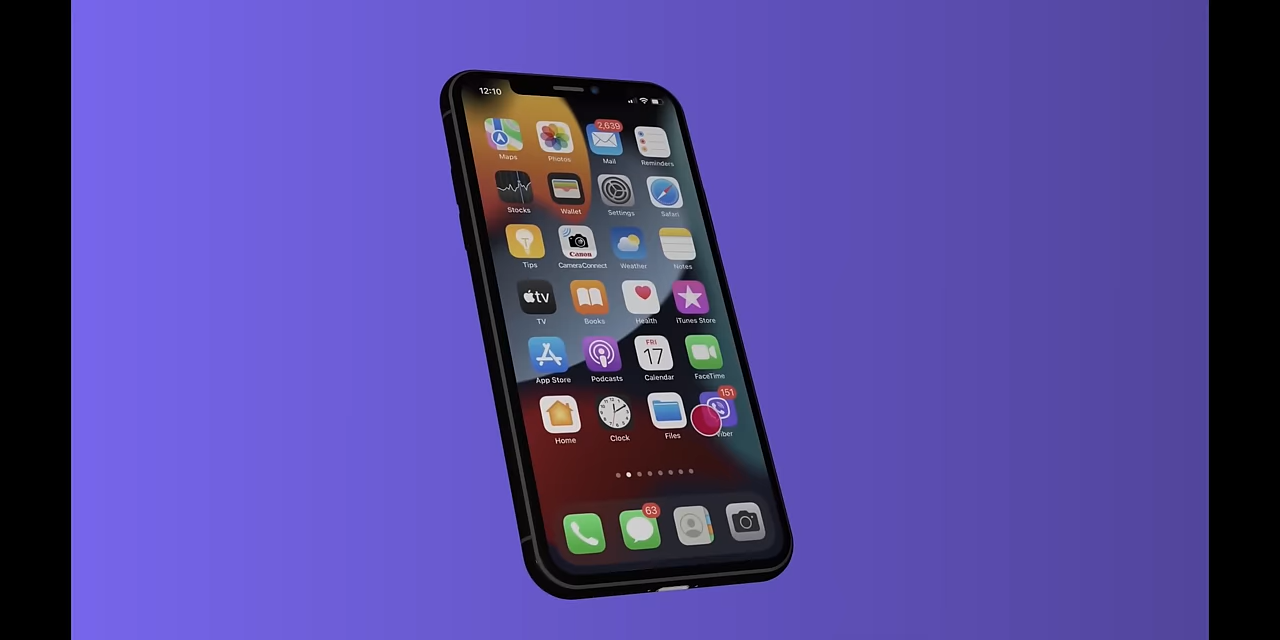 12:10
2,639
Maps Photos Mail Reminders
Stocks Wallet Settings Safari
Canon
Tips CameraConnect Weather Notes
tv
TV Books Health iTunes Store
FRI
17
App Store Podcasts Calendar FaceTime
151
Home Clock Files Viber
63